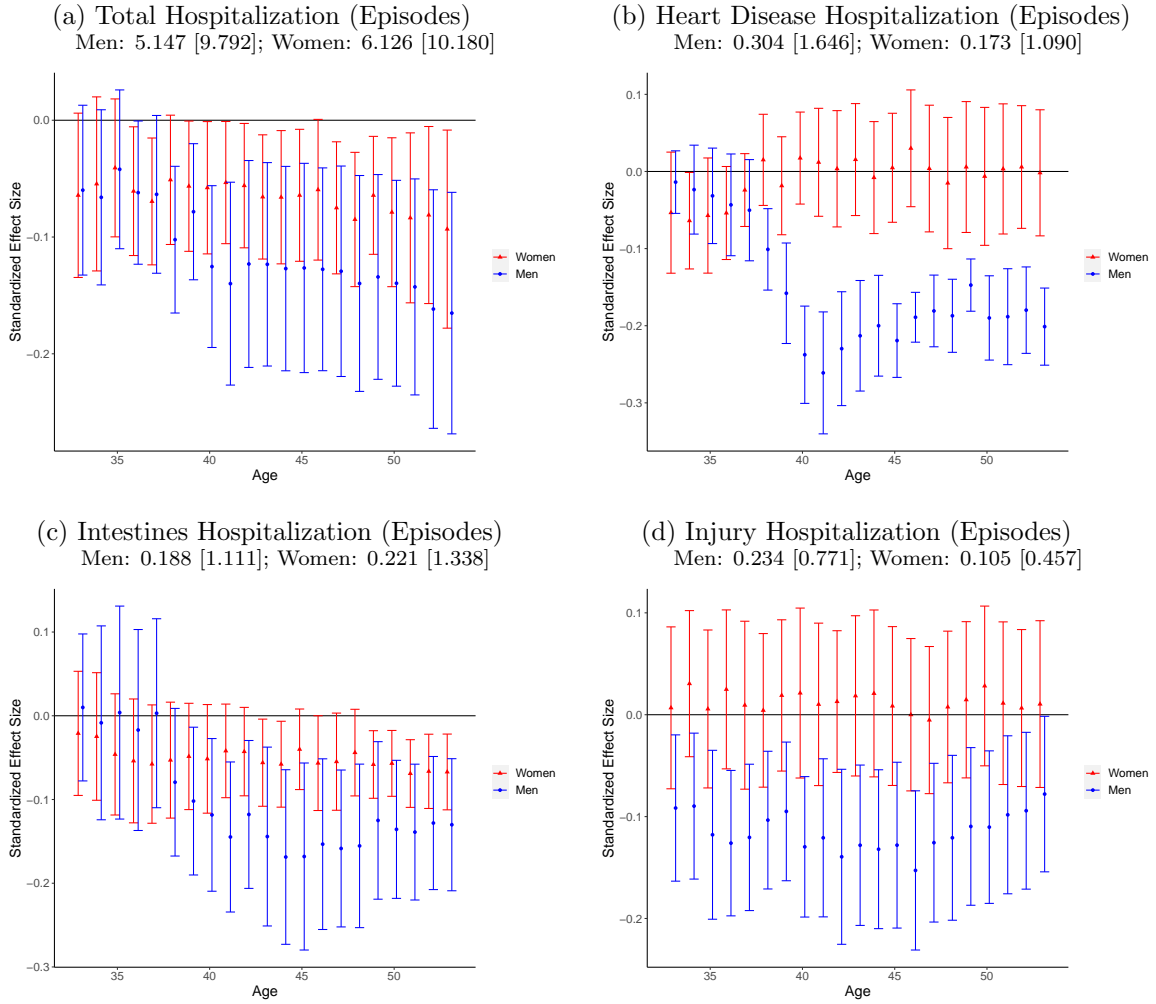 (a) Total Hospitalization (Episodes)
Men: 5.147 [9.792]; Women: 6.126 [10.180]
0.0
−0.1
−0.2
Standardized Effect Size
35 40 45 50
Age
Women
Men
(b) Heart Disease Hospitalization (Episodes)
Men: 0.304 [1.646]; Women: 0.173 [1.090]
0.1
0.0
−0.1
−0.2
−0.3
Standardized Effect Size
35 40 45 50
Age
Women
Men
(c) Intestines Hospitalization (Episodes)
Men: 0.188 [1.111]; Women: 0.221 [1.338]
0.1
0.0
−0.1
−0.2
−0.3
Standardized Effect Size
35 40 45 50
Age
Women
Men
(d) Injury Hospitalization (Episodes)
Men: 0.234 [0.771]; Women: 0.105 [0.457]
0.1
0.0
−0.1
−0.2
Standardized Effect Size
35 40 45 50
Age
Women
Men